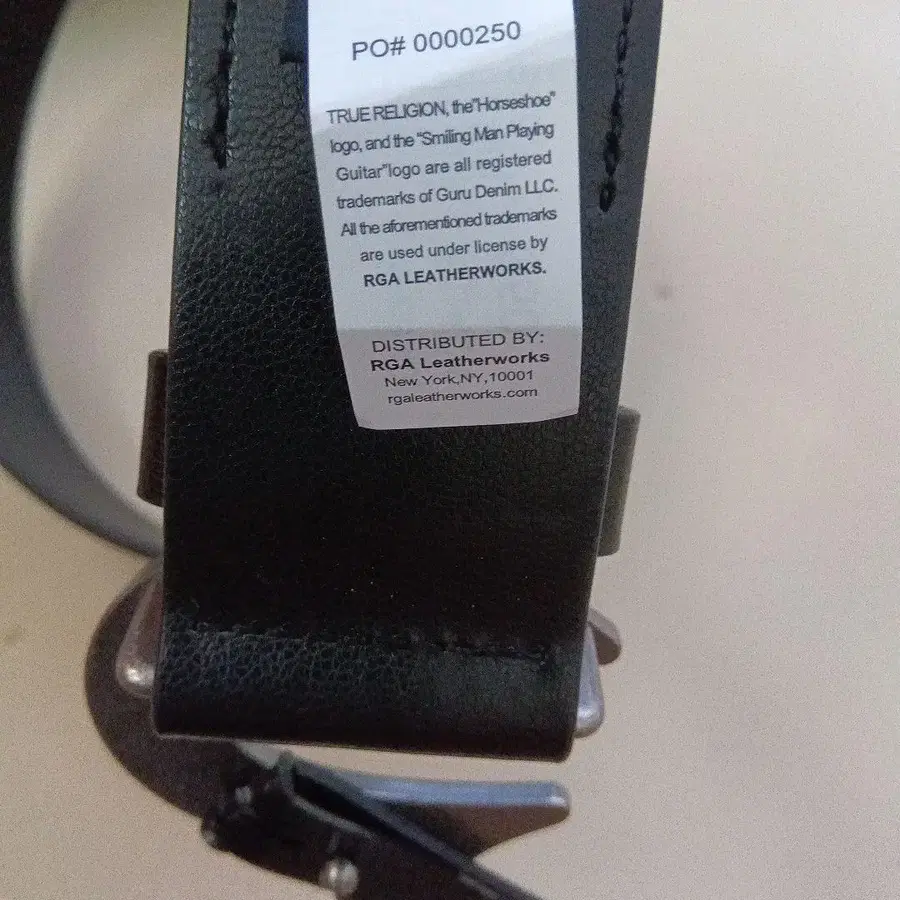 PO# 0000250
TRUE RELIGION, the"Horseshoe"
logo, and the "Smiling Man Playing
Guitar"logo are all registered
trademarks of Guru Denim LLC.
All the aforementioned trademarks
are used under license by
RGA LEATHERWORKS.
DISTRIBUTED BY:
RGA Leatherworks
New York,NY,10001
rgaleatherworks.com